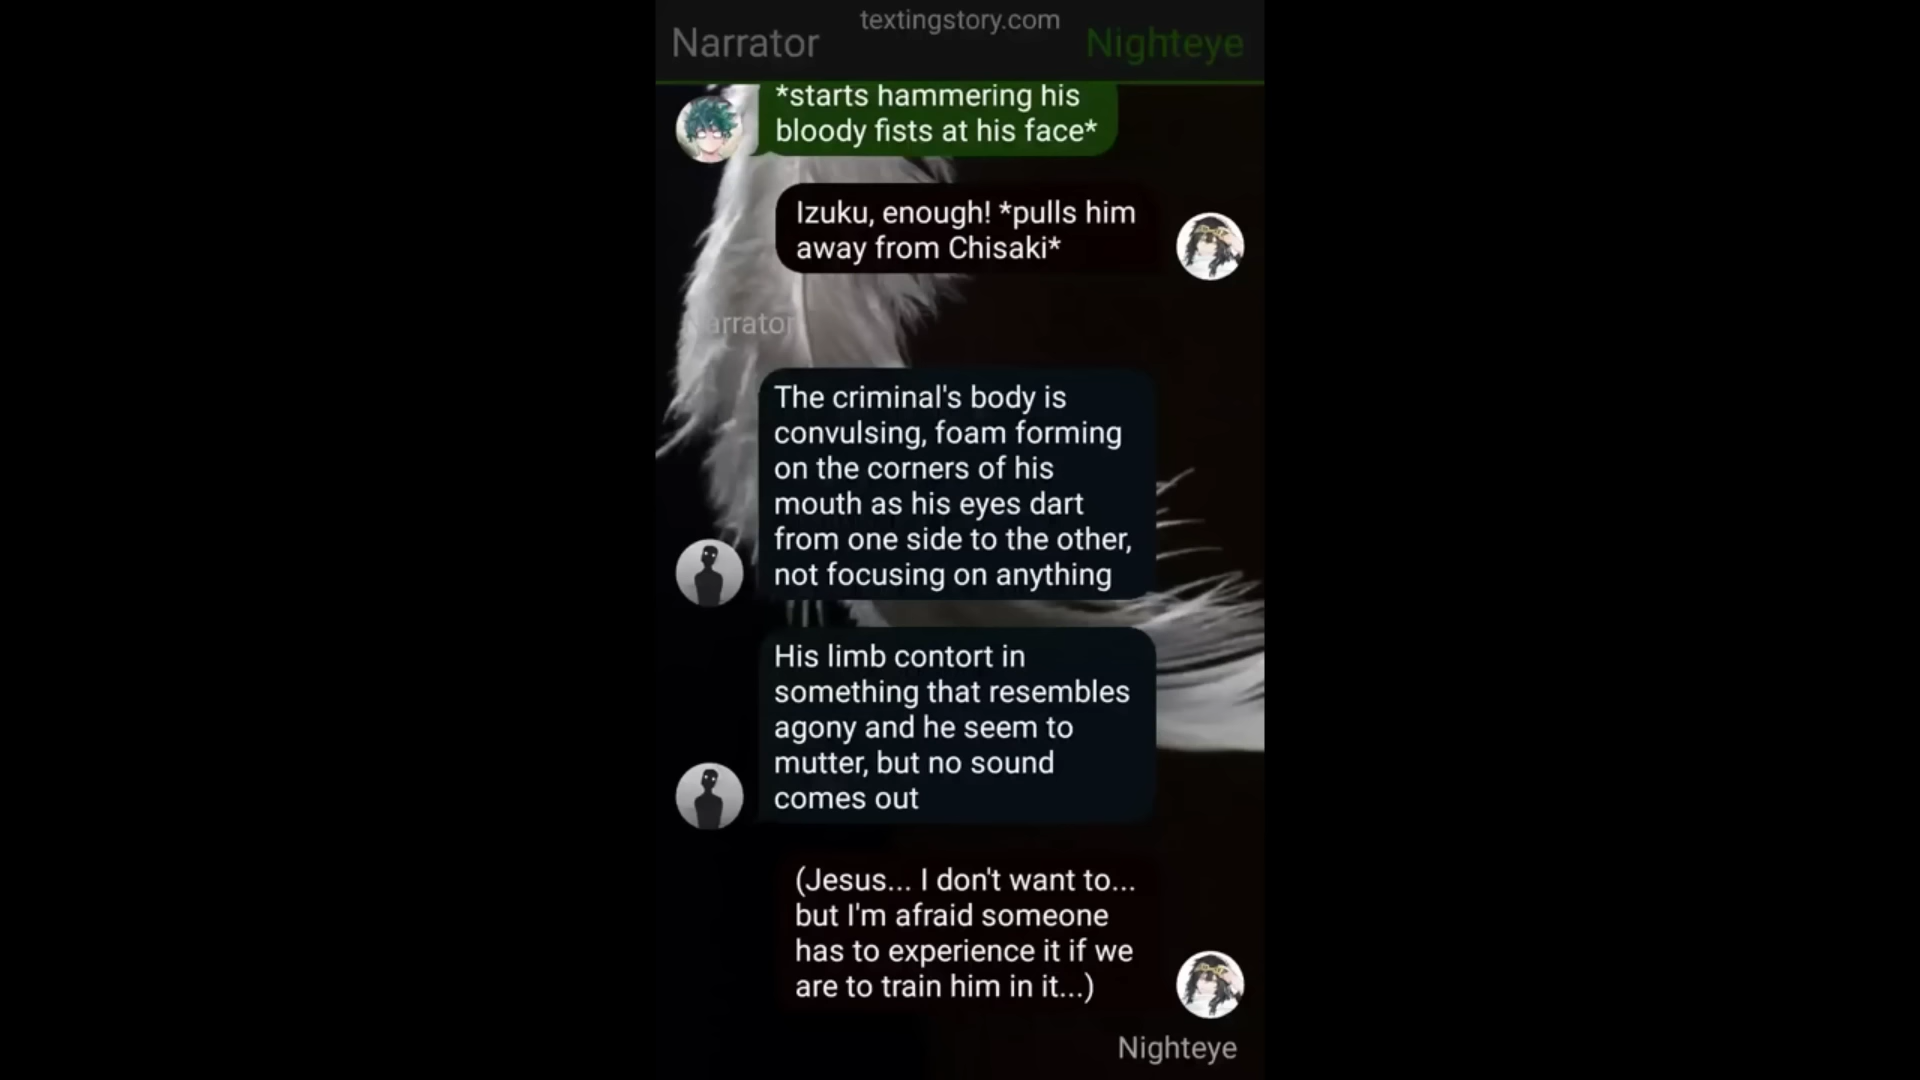 textingstory.com
Narrator
Nighteye
*starts hammering his
bloody fists at his face*
Izuku, enough! *pulls him
away from Chisaki*
Narrator
The criminal's body is
convulsing, foam forming
on the corners of his
mouth as his eyes dart
from one side to the other,
not focusing on anything
His limb contort in
something that resembles
agony and he seem to
mutter, but no sound
comes out
(Jesus... I don't want to...
but I'm afraid someone
has to experience it if we
are to train him in it...)
Nighteye